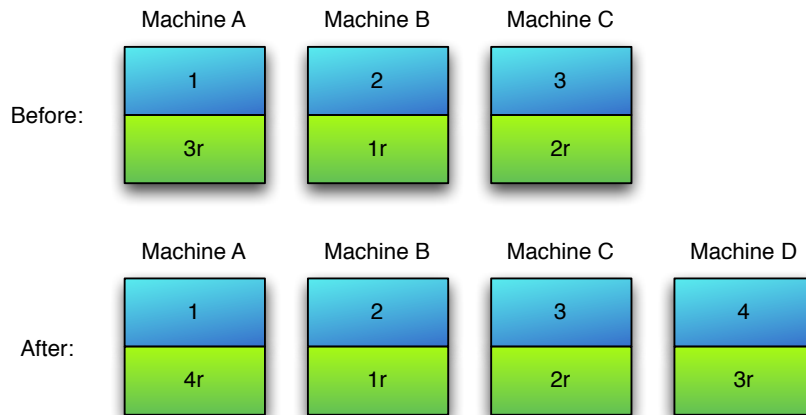 Machine A Machine B Machine C
Before:
1 2 3
3r 1r 2r
Machine A Machine B Machine C Machine D
After:
1 2 3 4
4r 1r 2r 3r